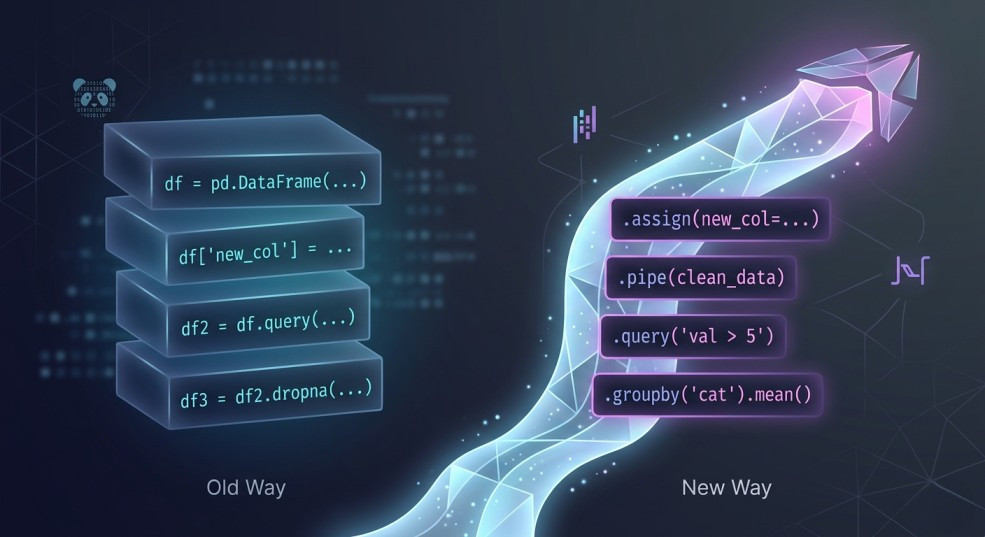 df = pd.DataFrame(...)
df['new_col'] = ...
df2 = df.query(...)
df3 = df2.dropna(...)
Old Way
.assign(new_col=...)
.pipe(clean_data)
.query('val > 5')
.groupby('cat').mean()
New Way